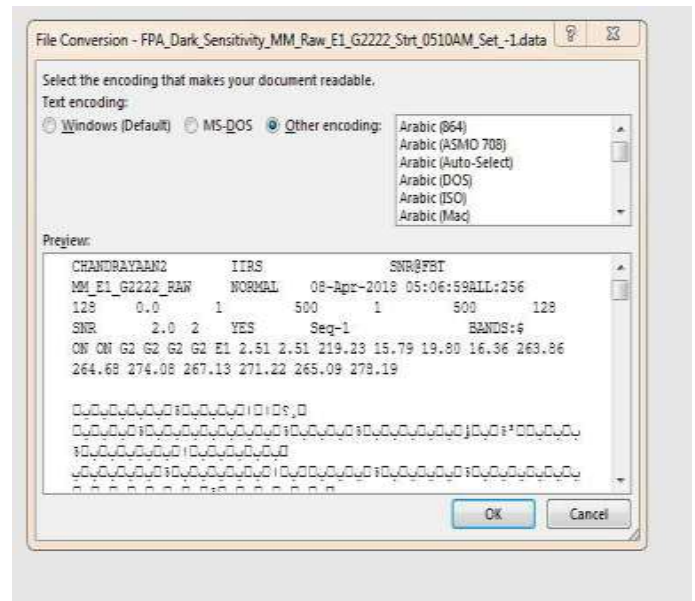 File Conversion - FPA_Dark_Sensitivity_MM_Raw_E1_G2222_Strt_0510AM_Set_-1.data
Select the encoding that makes your document readable.
Text encoding:
Windows (Default) MS-DOS Other encoding:
Arabic (864)
Arabic (ASMO 708)
Arabic (Auto-Select)
Arabic (DOS)
Arabic (ISO)
Arabic (Mac)
Preview:
CHANDRAYAAN2 IIRS SNR@FBT
MM_E1_G2222_RAW NORMAL 08-Apr-2018 05:06:59ALL:256
128 0.0 1 500 1 500 128
SNR 2.0 2 YES Seq-1 BANDS:$
ON ON G2 G2 G2 G2 E1 2.51 2.51 219.23 15.79 19.80 16.36 263.86
264.68 274.08 267.13 271.22 265.09 278.19
OK Cancel